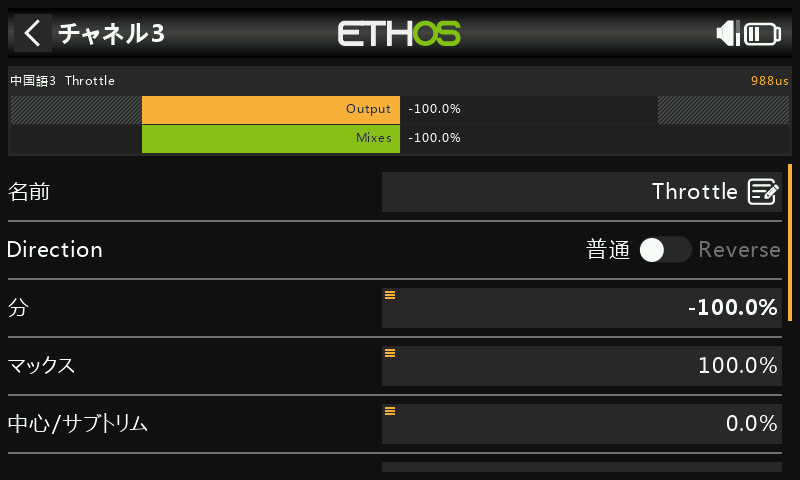 チャネル3
ETHOS
中国語3 Throttle 988us
Output -100.0%
Mixes -100.0%
名前 Throttle
Direction 普通 Reverse
分 -100.0%
マックス 100.0%
中心/サブトリム 0.0%